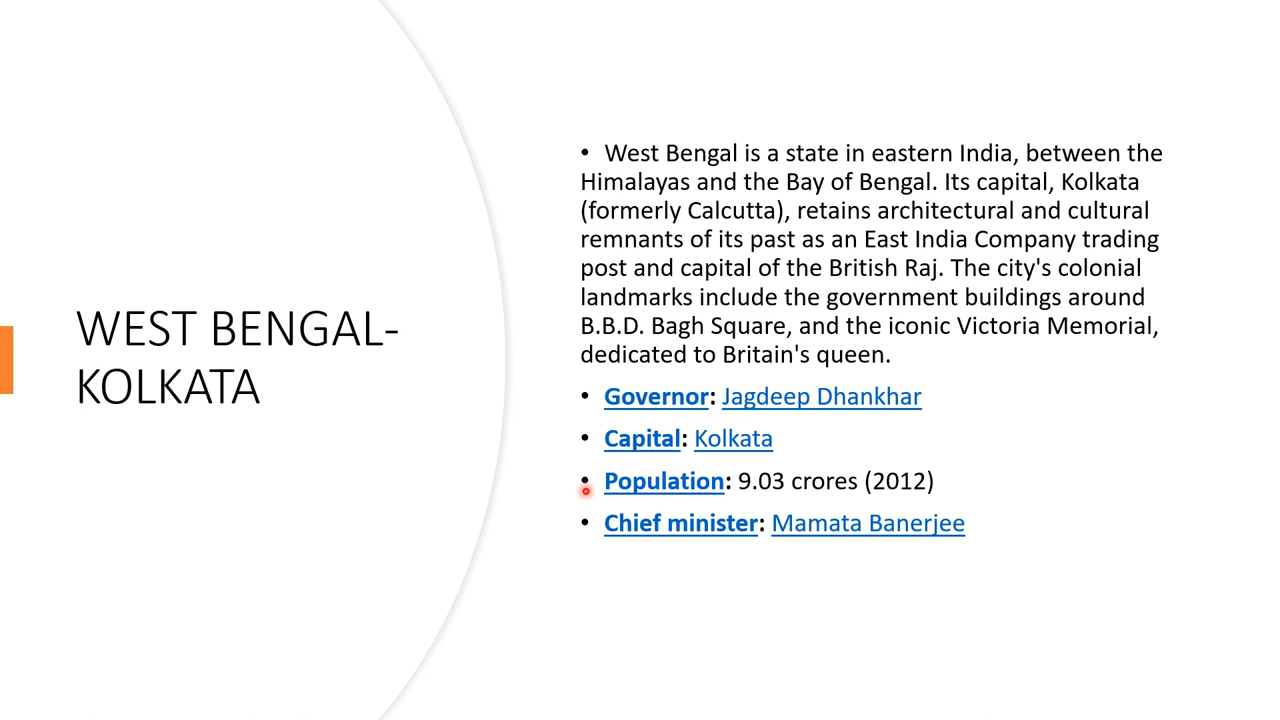 WEST BENGAL-
KOLKATA
• West Bengal is a state in eastern India, between the
Himalayas and the Bay of Bengal. Its capital, Kolkata
(formerly Calcutta), retains architectural and cultural
remnants of its past as an East India Company trading
post and capital of the British Raj. The city's colonial
landmarks include the government buildings around
B.B.D. Bagh Square, and the iconic Victoria Memorial,
dedicated to Britain's queen.
• Governor: Jagdeep Dhankhar
• Capital: Kolkata
• Population: 9.03 crores (2012)
• Chief minister: Mamata Banerjee